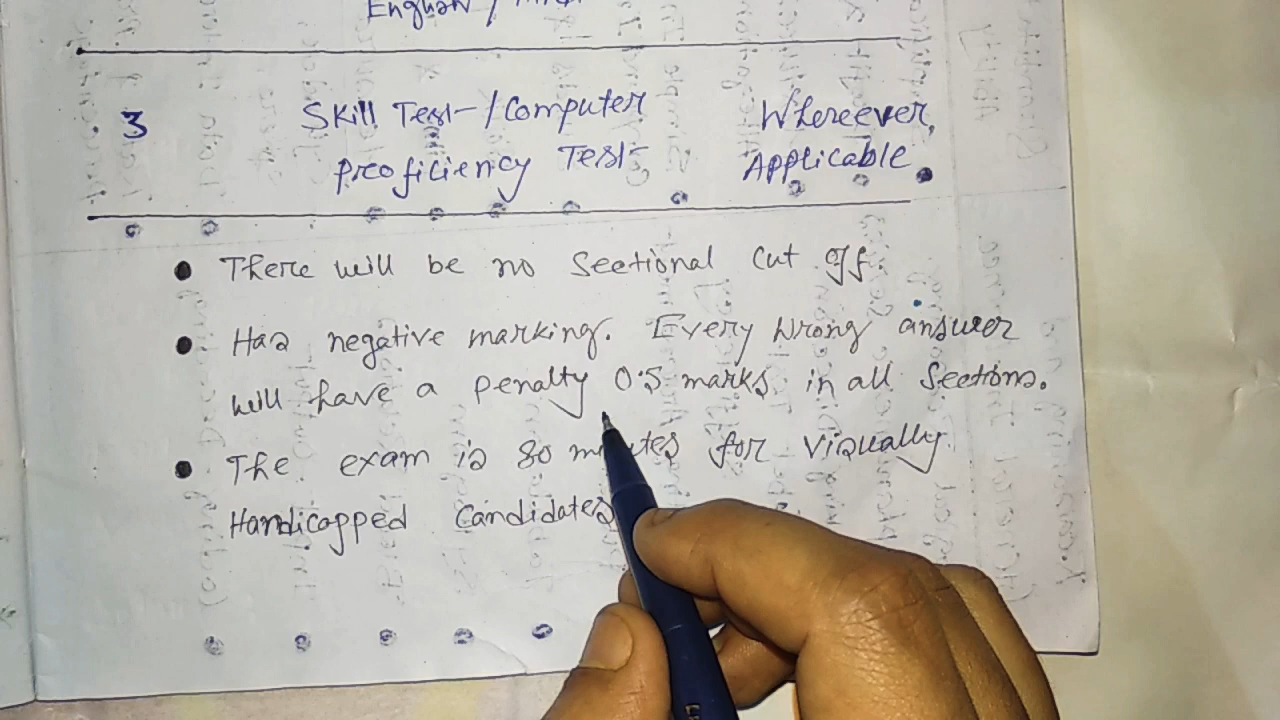 English /
3 Skill Test / Computer Whereever,
Proficiency Test Applicable
• There will be no Sectional Cut off
• Has negative marking. Every Wrong answer
will have a penalty 0.5 marks in all Sections.
• The exam is 80 minutes for Visually
Handicapped Candidates